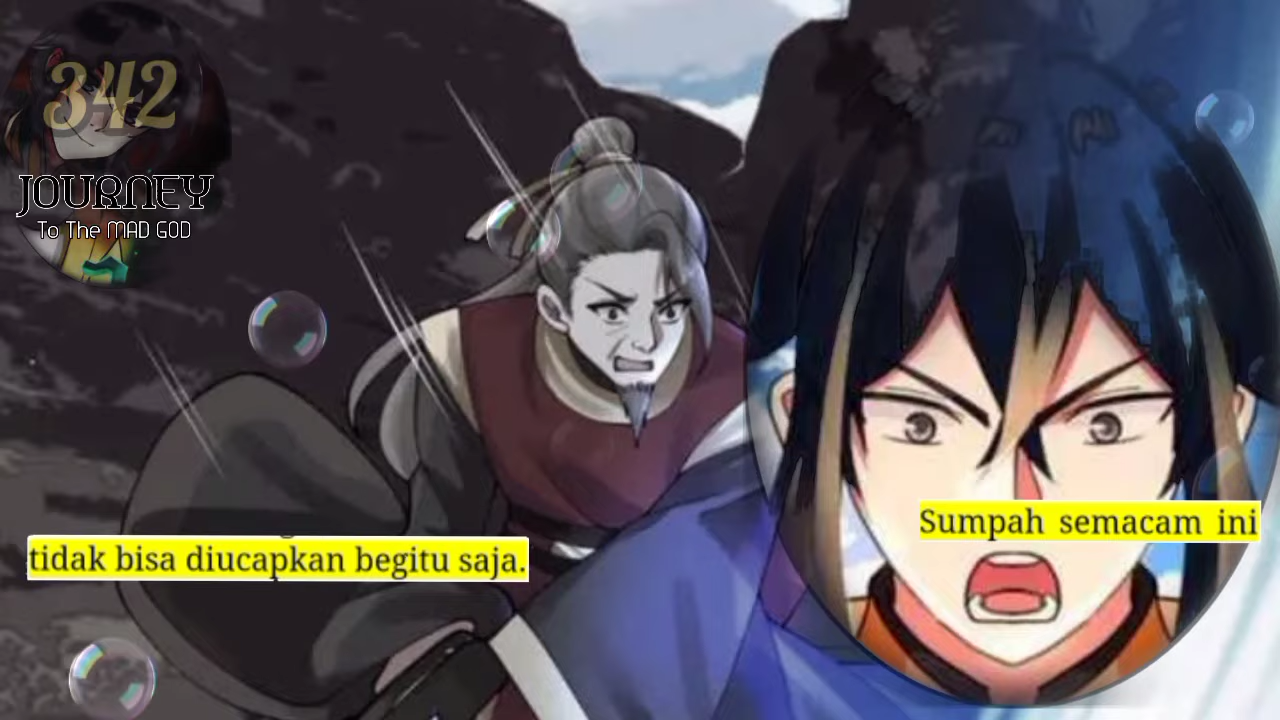 342
JOURNEY
To The MAD GOD
Sumpah semacam ini
tidak bisa diucapkan begitu saja.